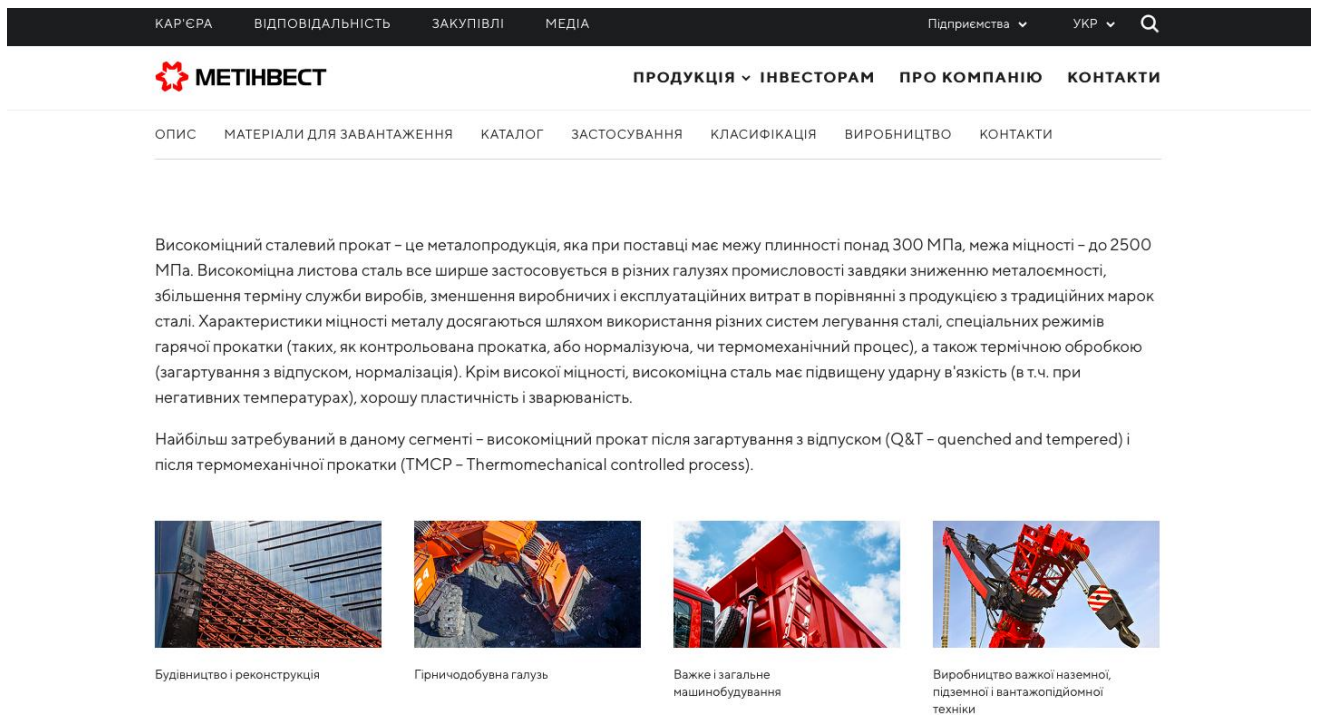 КАР'ЄРА ВІДПОВІДАЛЬНІСТЬ ЗАКУПІВЛІ МЕДІА Підприємства УКР
МЕТІНВЕСТ ПРОДУКЦІЯ ІНВЕСТОРАМ ПРО КОМПАНІЮ КОНТАКТИ
ОПИС МАТЕРІАЛИ ДЛЯ ЗАВАНТАЖЕННЯ КАТАЛОГ ЗАСТОСУВАННЯ КЛАСИФІКАЦІЯ ВИРОБНИЦТВО КОНТАКТИ
Високоміцний сталевий прокат – це металопродукція, яка при поставці має межу плинності понад 300 МПа, межа міцності – до 2500
МПа. Високоміцна листова сталь все ширше застосовується в різних галузях промисловості завдяки зниженню металоємності,
збільшення терміну служби виробів, зменшення виробничих і експлуатаційних витрат в порівнянні з продукцією з традиційних марок
сталі. Характеристики міцності металу досягаються шляхом використання різних систем легування сталі, спеціальних режимів
гарячої прокатки (таких, як контрольована прокатка, або нормалізуюча, чи термомеханічний процес), а також термічною обробкою
(загартування з відпуском, нормалізація). Крім високої міцності, високоміцна сталь має підвищену ударну в'язкість (в т.ч. при
негативних температурах), хорошу пластичність і зварюваність.
Найбільш затребуваний в даному сегменті – високоміцний прокат після загартування з відпуском (Q&T – quenched and tempered) і
після термомеханічної прокатки (TMCP – Thermomechanical controlled process).
Будівництво і реконструкція
Гірничодобувна галузь
Важке і загальне
машинобудування
Виробництво важкої наземної,
підземної і вантажопідйомної
техніки